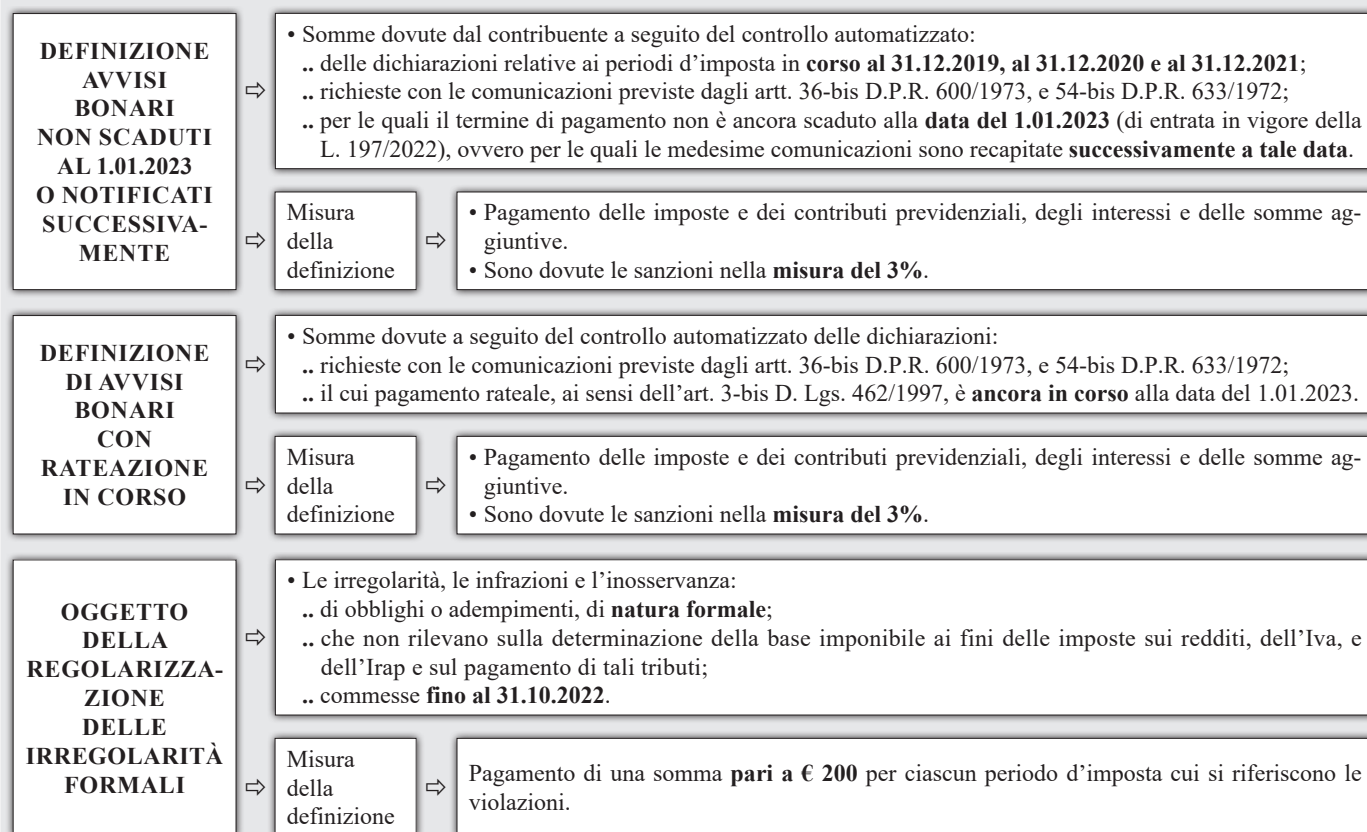 DEFINIZIONE
AVVISI
BONARI
NON SCADUTI
AL 1.01.2023
O NOTIFICATI
SUCCESSIVA-
MENTE
⇨
• Somme dovute dal contribuente a seguito del controllo automatizzato:
.. delle dichiarazioni relative ai periodi d’imposta in corso al 31.12.2019, al 31.12.2020 e al 31.12.2021;
.. richieste con le comunicazioni previste dagli artt. 36-bis D.P.R. 600/1973, e 54-bis D.P.R. 633/1972;
.. per le quali il termine di pagamento non è ancora scaduto alla data del 1.01.2023 (di entrata in vigore della
L. 197/2022), ovvero per le quali le medesime comunicazioni sono recapitate successivamente a tale data.
⇨
Misura
della
definizione
⇨
• Pagamento delle imposte e dei contributi previdenziali, degli interessi e delle somme ag-
giuntive.
• Sono dovute le sanzioni nella misura del 3%.
DEFINIZIONE
DI AVVISI
BONARI
CON
RATEAZIONE
IN CORSO
⇨
• Somme dovute a seguito del controllo automatizzato delle dichiarazioni:
.. richieste con le comunicazioni previste dagli artt. 36-bis D.P.R. 600/1973, e 54-bis D.P.R. 633/1972;
.. il cui pagamento rateale, ai sensi dell’art. 3-bis D. Lgs. 462/1997, è ancora in corso alla data del 1.01.2023.
⇨
Misura
della
definizione
⇨
• Pagamento delle imposte e dei contributi previdenziali, degli interessi e delle somme ag-
giuntive.
• Sono dovute le sanzioni nella misura del 3%.
OGGETTO
DELLA
REGOLARIZZA-
ZIONE
DELLE
IRREGOLARITÀ
FORMALI
⇨
• Le irregolarità, le infrazioni e l’inosservanza:
.. di obblighi o adempimenti, di natura formale;
.. che non rilevano sulla determinazione della base imponibile ai fini delle imposte sui redditi, dell’Iva, e
dell’Irap e sul pagamento di tali tributi;
.. commesse fino al 31.10.2022.
⇨
Misura
della
definizione
⇨
Pagamento di una somma pari a € 200 per ciascun periodo d’imposta cui si riferiscono le
violazioni.